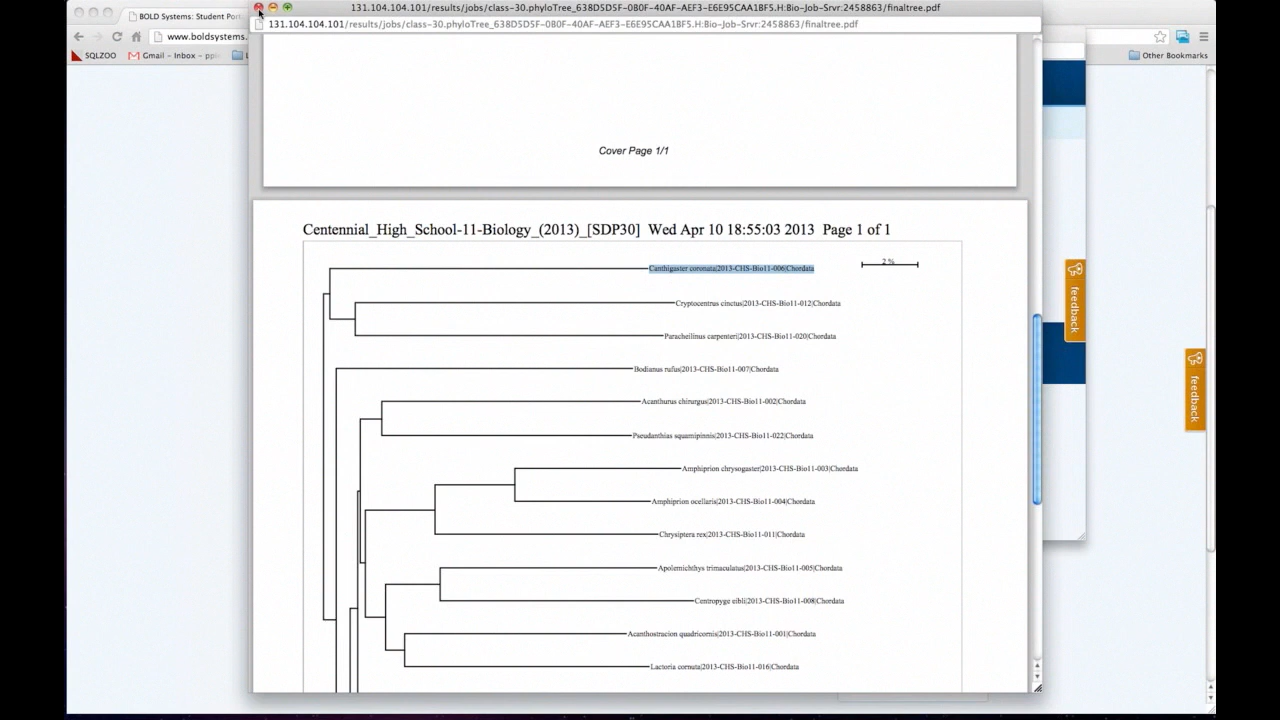 BOLD Systems: Student Port
131.104.104.101/results/jobs/class-30.phyloTree_638D5D5F-080F-40AF-AEF3-E6E95CAA1BF5.H:Bio-Job-Srvr:2458863/finaltree.pdf
131.104.104.101/results/jobs/class-30.phyloTree_638D5D5F-080F-40AF-AEF3-E6E95CAA1BF5.H:Bio-Job-Srvr:2458863/finaltree.pdf
www.boldsystems.
SQLZOO
Gmail - Inbox - ppi
Other Bookmarks
Cover Page 1/1
Centennial_High_School-11-Biology_(2013)_[SDP30] Wed Apr 10 18:55:03 2013 Page 1 of 1
2 %
Canthigaster coronata|2013-CHS-Bio11-006|Chordata
Cryptocentrus cinctus|2013-CHS-Bio11-012|Chordata
Paracheilinus carpenteri|2013-CHS-Bio11-020|Chordata
Bodianus rufus|2013-CHS-Bio11-007|Chordata
Acanthurus chirurgus|2013-CHS-Bio11-002|Chordata
Pseudanthias squamipinnis|2013-CHS-Bio11-022|Chordata
Amphiprion chrysogaster|2013-CHS-Bio11-003|Chordata
Amphiprion ocellaris|2013-CHS-Bio11-004|Chordata
Chrysiptera rex|2013-CHS-Bio11-011|Chordata
Apolemichthys trimaculatus|2013-CHS-Bio11-005|Chordata
Centropyge eibli|2013-CHS-Bio11-008|Chordata
Acanthostracion quadricornis|2013-CHS-Bio11-001|Chordata
Lactoria cornuta|2013-CHS-Bio11-016|Chordata
feedback
feedback